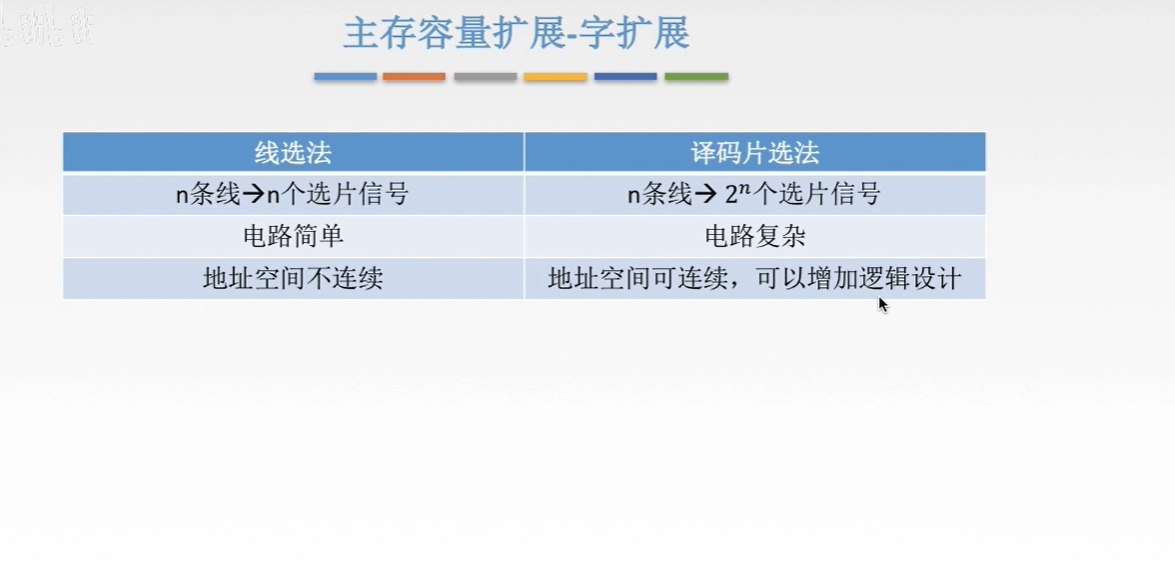 主存容量扩展-字扩展
线选法 译码片选法
n条线→n个选片信号 n条线→ 2ⁿ个选片信号
电路简单 电路复杂
地址空间不连续 地址空间可连续，可以增加逻辑设计